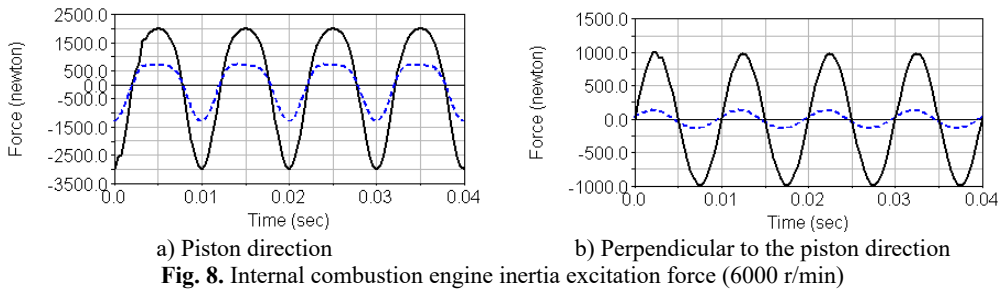 2500.0
1500.0
500.0
0.0
-500.0
-1500.0
-2500.0
-3500.0
Force (newton)
0.0 0.01 0.02 0.03 0.04
Time (sec)
a) Piston direction
1500.0
1000.0
500.0
0.0
-500.0
-1000.0
Force (newton)
0.0 0.01 0.02 0.03 0.04
Time (sec)
b) Perpendicular to the piston direction
Fig. 8. Internal combustion engine inertia excitation force (6000 r/min)